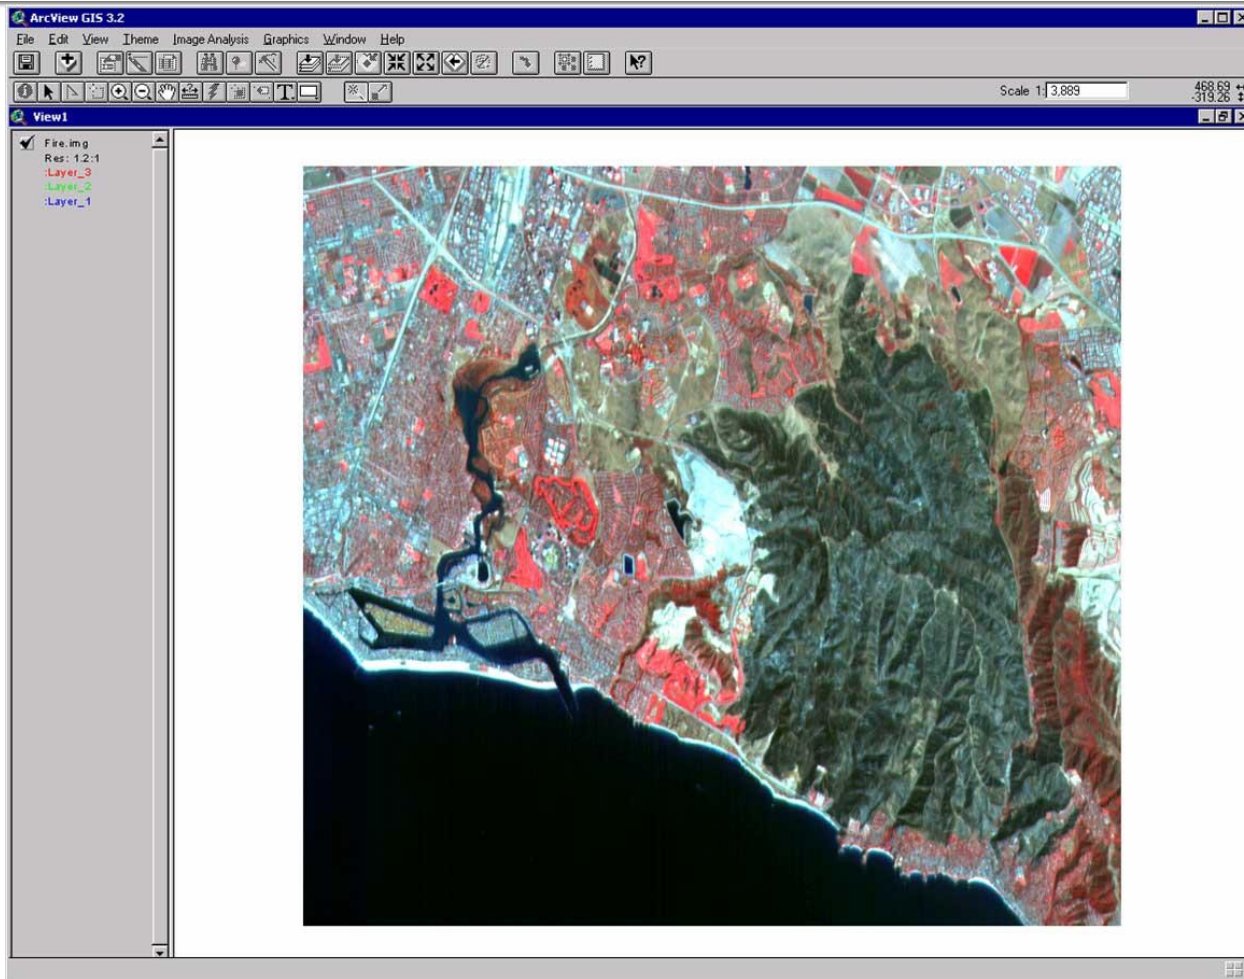 ArcView GIS 3.2
File Edit View Theme Image Analysis Graphics Window Help
Scale 1: 3,889
468.69
-319.26
View1
Fire.img
Res: 1.2:1
:Layer_3
:Layer_2
:Layer_1